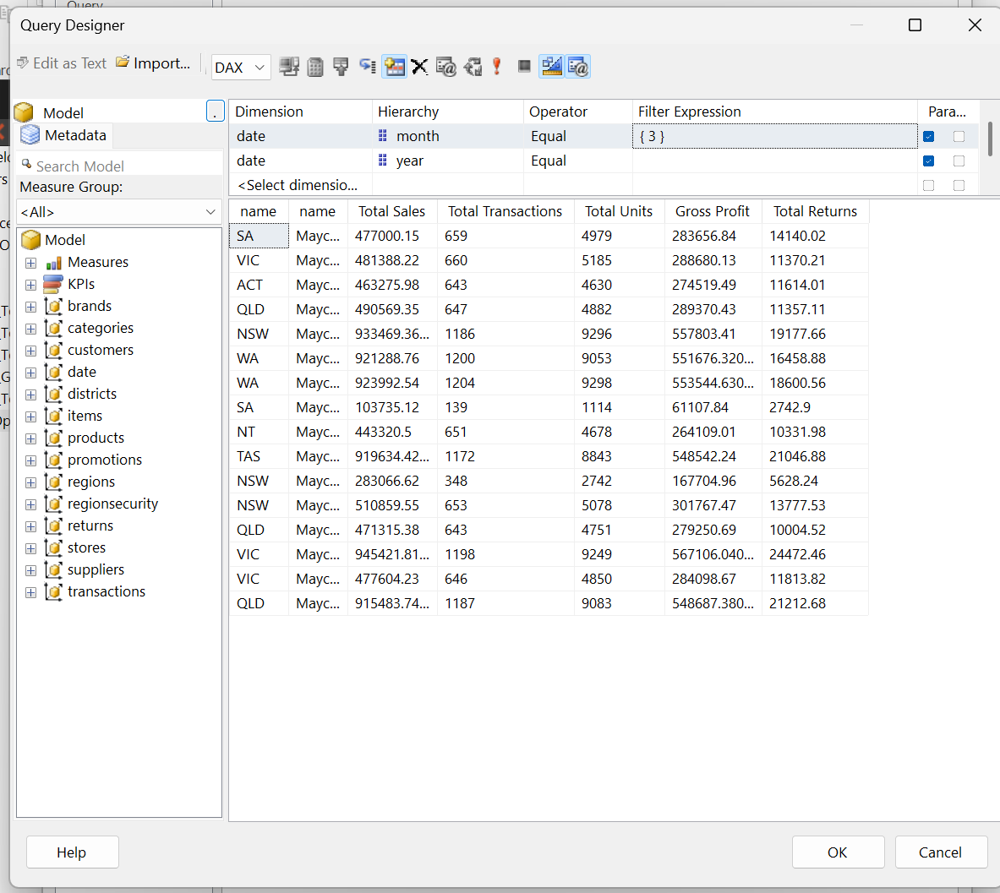 Query
Query Designer
Edit as Text Import... DAX
Model .
Metadata
Search Model
Measure Group:
<All>
Model
Measures
KPIs
brands
categories
customers
date
districts
items
products
promotions
regions
regionsecurity
returns
stores
suppliers
transactions
Dimension Hierarchy Operator Filter Expression Para...
date month Equal { 3 }
date year Equal
<Select dimensio...
name name Total Sales Total Transactions Total Units Gross Profit Total Returns
SA Mayc... 477000.15 659 4979 283656.84 14140.02
VIC Mayc... 481388.22 660 5185 288680.13 11370.21
ACT Mayc... 463275.98 643 4630 274519.49 11614.01
QLD Mayc... 490569.35 647 4882 289370.43 11357.11
NSW Mayc... 933469.36... 1186 9296 557803.41 19177.66
WA Mayc... 921288.76 1200 9053 551676.320... 16458.88
WA Mayc... 923992.54 1204 9298 553544.630... 18600.56
SA Mayc... 103735.12 139 1114 61107.84 2742.9
NT Mayc... 443320.5 651 4678 264109.01 10331.98
TAS Mayc... 919634.42... 1172 8843 548542.24 21046.88
NSW Mayc... 283066.62 348 2742 167704.96 5628.24
NSW Mayc... 510859.55 653 5078 301767.47 13777.53
QLD Mayc... 471315.38 643 4751 279250.69 10004.52
VIC Mayc... 945421.81... 1198 9249 567106.040... 24472.46
VIC Mayc... 477604.23 646 4850 284098.67 11813.82
QLD Mayc... 915483.74... 1187 9083 548687.380... 21212.68
Help OK Cancel